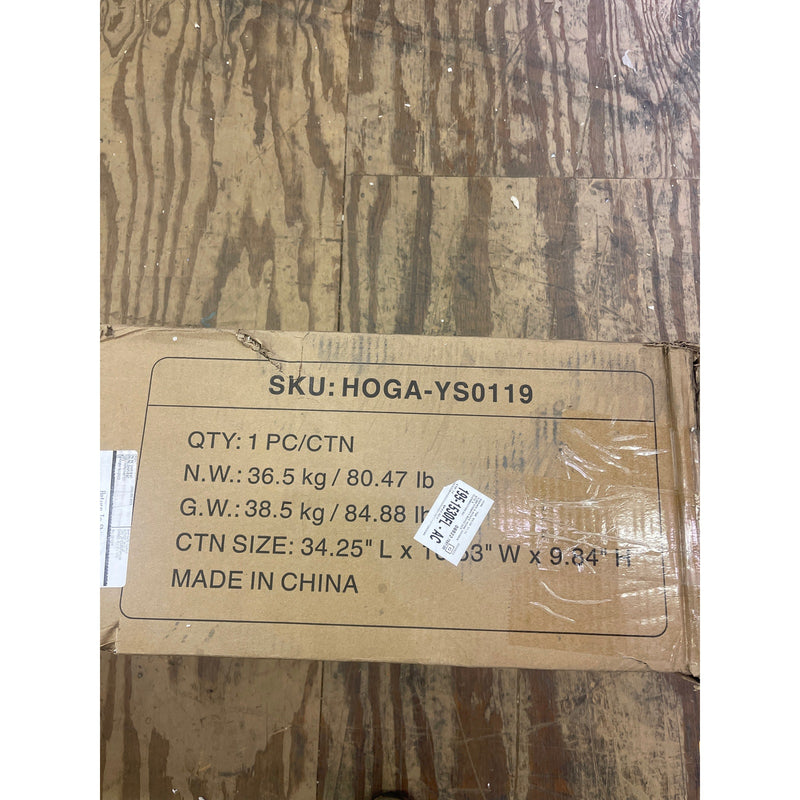 SKU: HOGA-YS0119
QTY: 1 PC/CTN
N.W.: 36.5 kg / 80.47 lb
G.W.: 38.5 kg / 84.88 lb
195-1530FL - AC
CTN SIZE: 34.25" L x W x 9.84" H
MADE IN CHINA